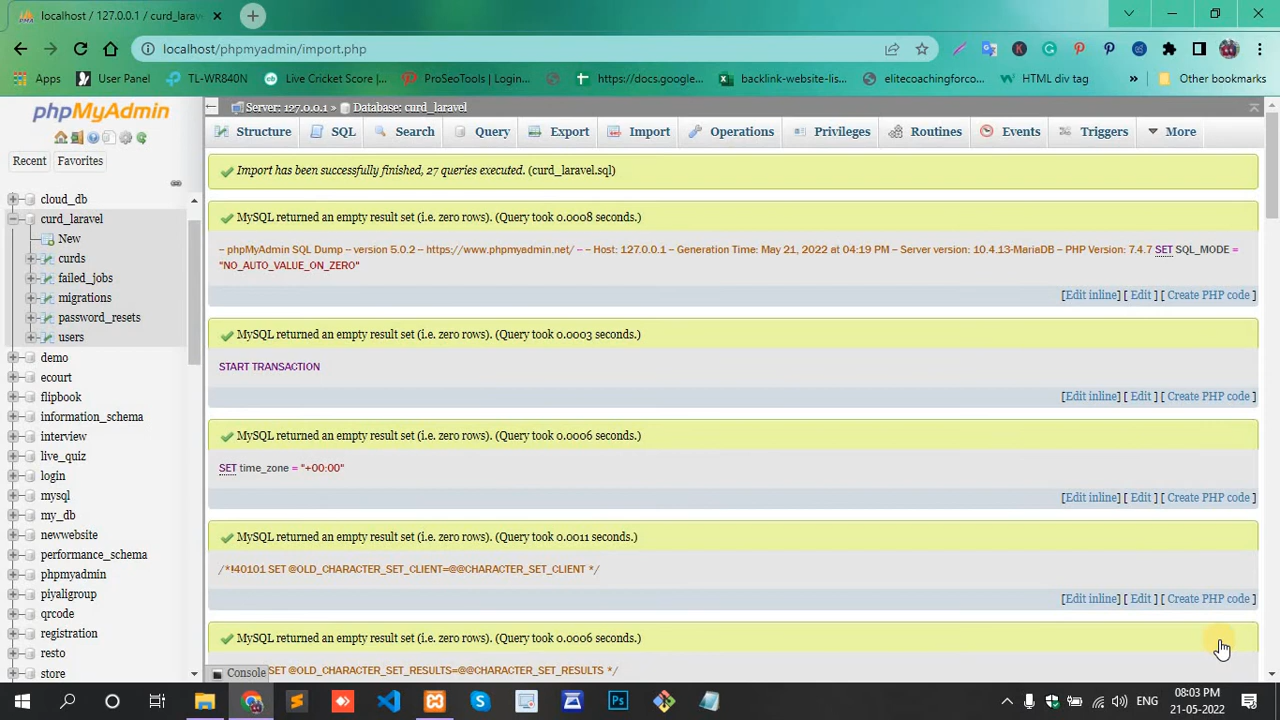 localhost / 127.0.0.1 / curd_larav
localhost/phpmyadmin/import.php
Apps
User Panel
TL-WR840N
Live Cricket Score |...
ProSeoTools | Login...
https://docs.google...
backlink-website-lis...
elitecoachingforco...
HTML div tag
»
Other bookmarks
phpMyAdmin
Recent
Favorites
cloud_db
curd_laravel
New
curds
failed_jobs
migrations
password_resets
users
demo
ecourt
flipbook
information_schema
interview
live_quiz
login
mysql
my_db
newwebsite
performance_schema
phpmyadmin
piyaligroup
qrcode
registration
resto
store
Server: 127.0.0.1 » Database: curd_laravel
Structure
SQL
Search
Query
Export
Import
Operations
Privileges
Routines
Events
Triggers
More
Import has been successfully finished, 27 queries executed. (curd_laravel.sql)
MySQL returned an empty result set (i.e. zero rows). (Query took 0.0008 seconds.)
-- phpMyAdmin SQL Dump -- version 5.0.2 -- https://www.phpmyadmin.net/ -- -- Host: 127.0.0.1 -- Generation Time: May 21, 2022 at 04:19 PM -- Server version: 10.4.13-MariaDB -- PHP Version: 7.4.7 SET SQL_MODE =
"NO_AUTO_VALUE_ON_ZERO"
[Edit inline] [ Edit ] [ Create PHP code ]
MySQL returned an empty result set (i.e. zero rows). (Query took 0.0003 seconds.)
START TRANSACTION
[Edit inline] [ Edit ] [ Create PHP code ]
MySQL returned an empty result set (i.e. zero rows). (Query took 0.0006 seconds.)
SET time_zone = "+00:00"
[Edit inline] [ Edit ] [ Create PHP code ]
MySQL returned an empty result set (i.e. zero rows). (Query took 0.0011 seconds.)
/*!40101 SET @OLD_CHARACTER_SET_CLIENT=@@CHARACTER_SET_CLIENT */
[Edit inline] [ Edit ] [ Create PHP code ]
MySQL returned an empty result set (i.e. zero rows). (Query took 0.0006 seconds.)
SET @OLD_CHARACTER_SET_RESULTS=@@CHARACTER_SET_RESULTS */
Console
ENG
08:03 PM
21-05-2022